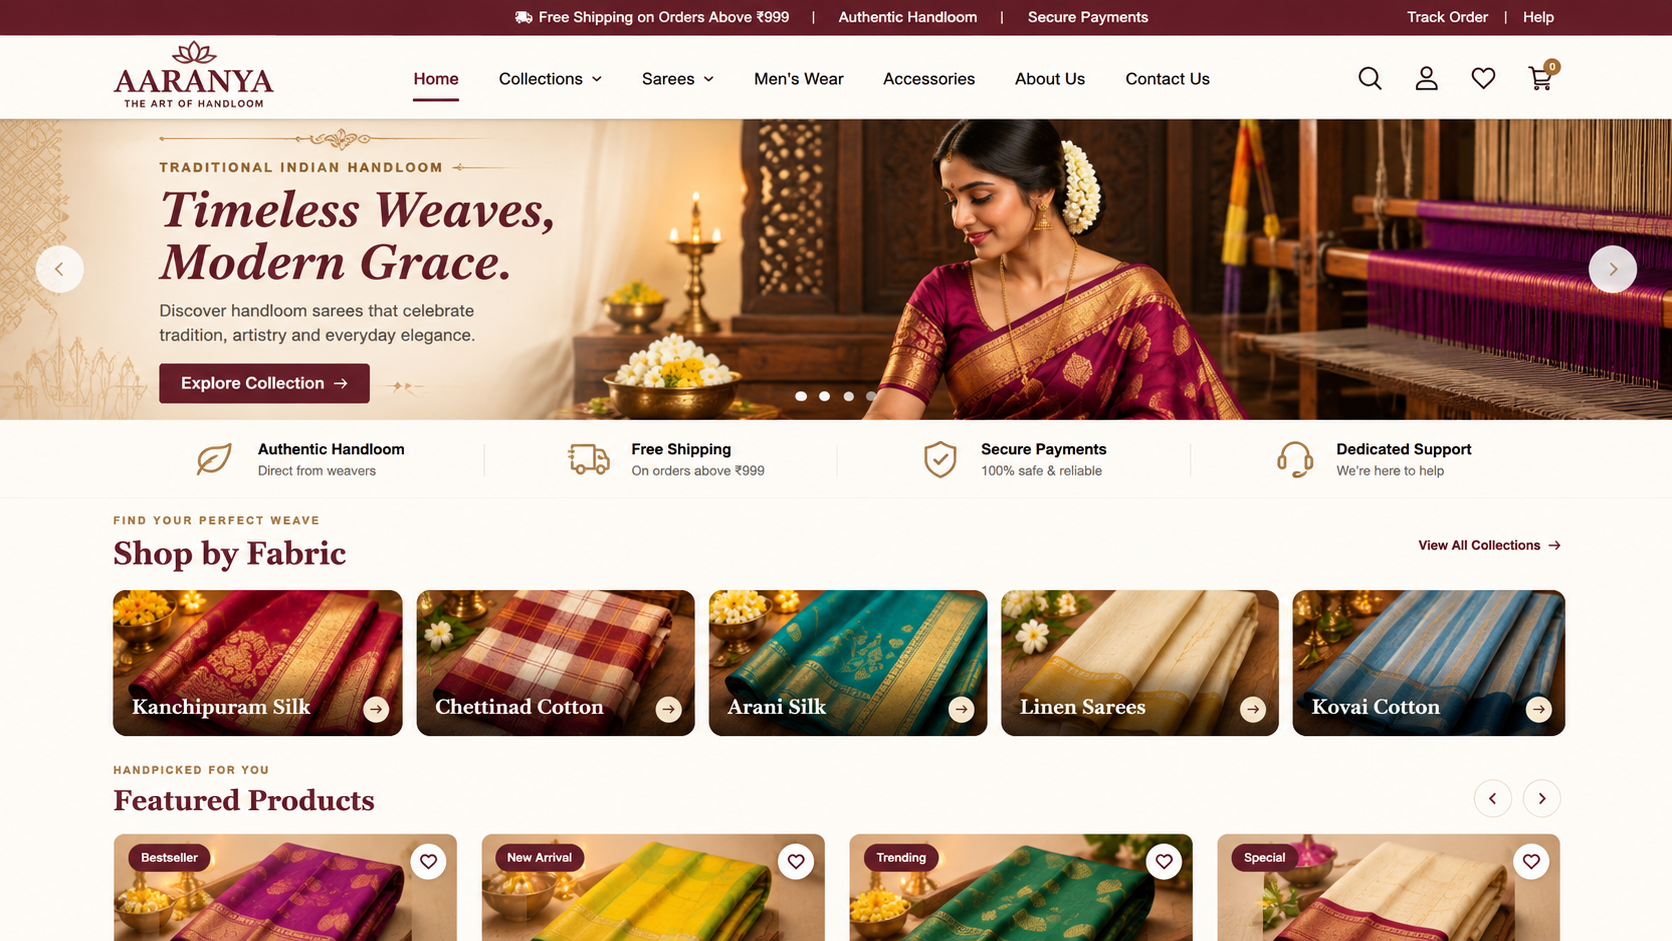 Free Shipping on Orders Above ₹999 | Authentic Handloom | Secure Payments
Track Order | Help
AARANYA
THE ART OF HANDLOOM
Home
Collections
Sarees
Men's Wear
Accessories
About Us
Contact Us
0
TRADITIONAL INDIAN HANDLOOM
Timeless Weaves,
Modern Grace.
Discover handloom sarees that celebrate
tradition, artistry and everyday elegance.
Explore Collection →
Authentic Handloom
Direct from weavers
Free Shipping
On orders above ₹999
Secure Payments
100% safe & reliable
Dedicated Support
We're here to help
FIND YOUR PERFECT WEAVE
Shop by Fabric
View All Collections →
Kanchipuram Silk
Chettinad Cotton
Arani Silk
Linen Sarees
Kovai Cotton
HANDPICKED FOR YOU
Featured Products
Bestseller
New Arrival
Trending
Special